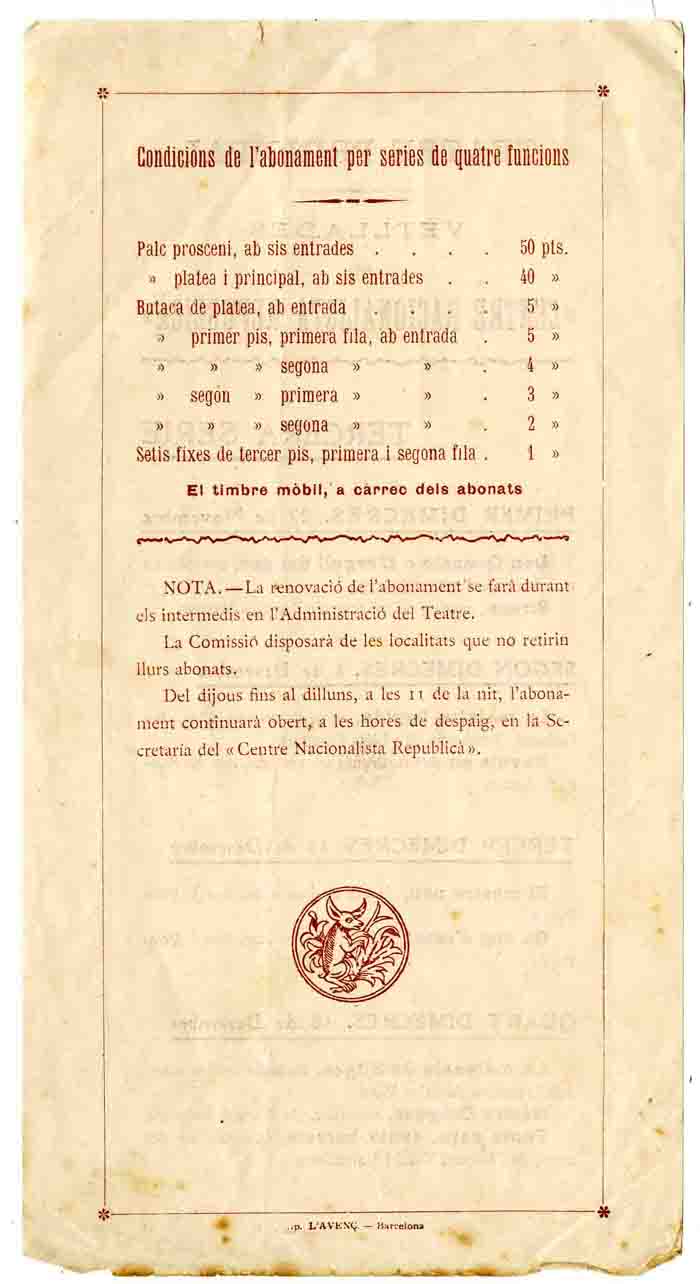 Condicións de l'abonament per series de quatre funcions
Palc prosceni, ab sis entrades . . . . 50 pts.
» platea i principal, ab sis entrades . . 40 »
Butaca de platea, ab entrada . . . . 5 »
» primer pis, primera fila, ab entrada . 5 »
» » » segona » » . 4 »
» segón » primera » » . 3 »
» » » segona » » . 2 »
Setis fixes de tercer pis, primera i segona fila . 1 »
El timbre mòbil, a càrrec dels abonats
NOTA.—La renovació de l'abonament se farà durant
els intermedis en l'Administració del Teatre.
La Comissió disposarà de les localitats que no retirin
llurs abonats.
Del dijous fins al dilluns, a les 11 de la nit, l'abona-
ment continuarà obert, a les hores de despaig, en la Se-
cretaría del «Centre Nacionalista Republicà».
L'AVENÇ. — Barcelona